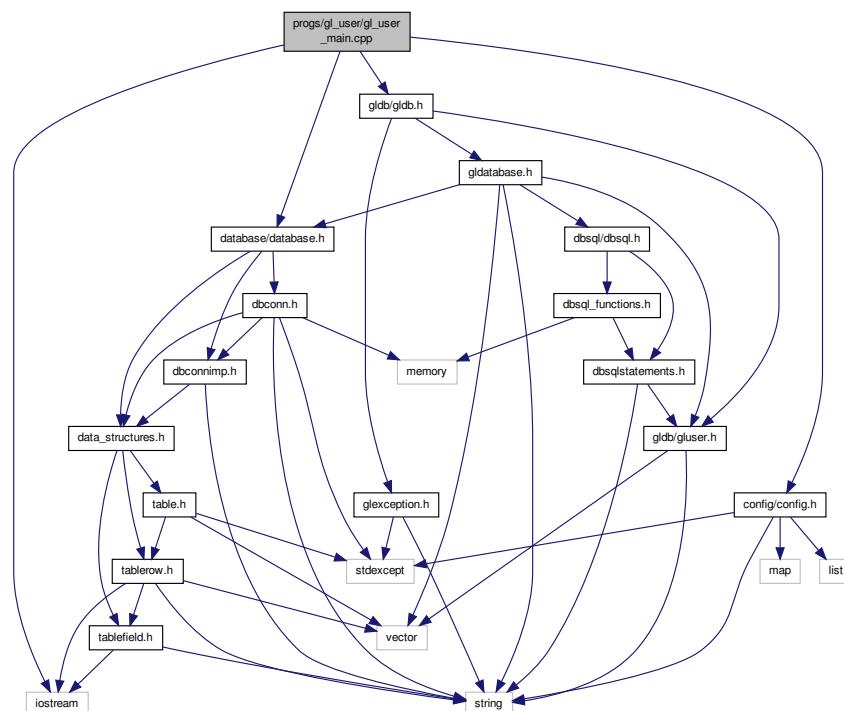 progs/gl_user/gl_user
_main.cpp
gldb/gldb.h
gldatabase.h
database/database.h
dbsql/dbsql.h
dbconn.h
dbsql_functions.h
dbconnimp.h
memory
dbsqlstatements.h
data_structures.h
gldb/gluser.h
table.h
glexception.h
config/config.h
tablerow.h
stdexcept
map
list
tablefield.h
vector
iostream
string